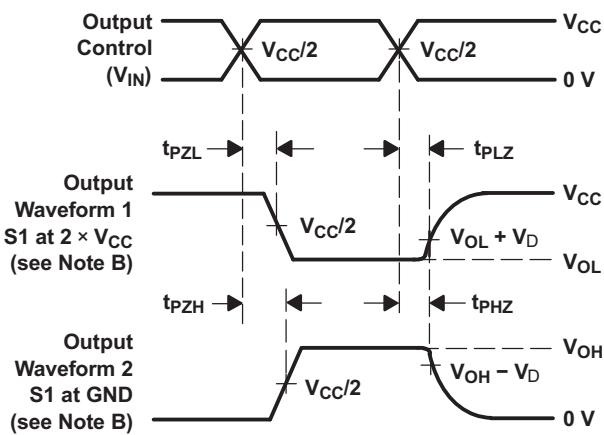 Output
Control
(VIN)
VCC/2
VCC/2
VCC
0 V
tPZL
tPLZ
Output
Waveform 1
S1 at 2 × VCC
(see Note B)
VCC/2
VCC
VOL + VD
VOL
tPZH
tPHZ
Output
Waveform 2
S1 at GND
(see Note B)
VCC/2
VOH
VOH − VD
0 V